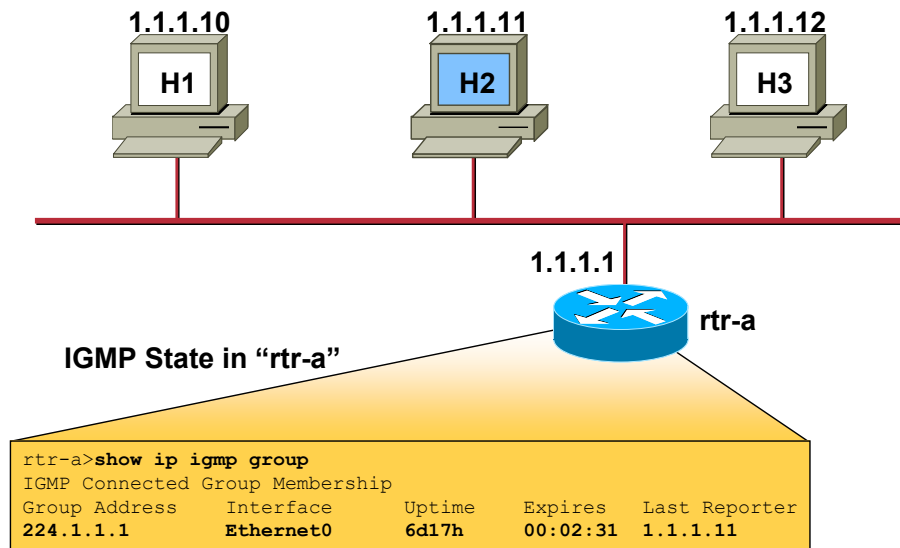 1.1.1.10 1.1.1.11 1.1.1.12
H1 H2 H3
1.1.1.1
rtr-a
IGMP State in “rtr-a”
rtr-a>show ip igmp group
IGMP Connected Group Membership
Group Address Interface Uptime Expires Last Reporter
224.1.1.1 Ethernet0 6d17h 00:02:31 1.1.1.11